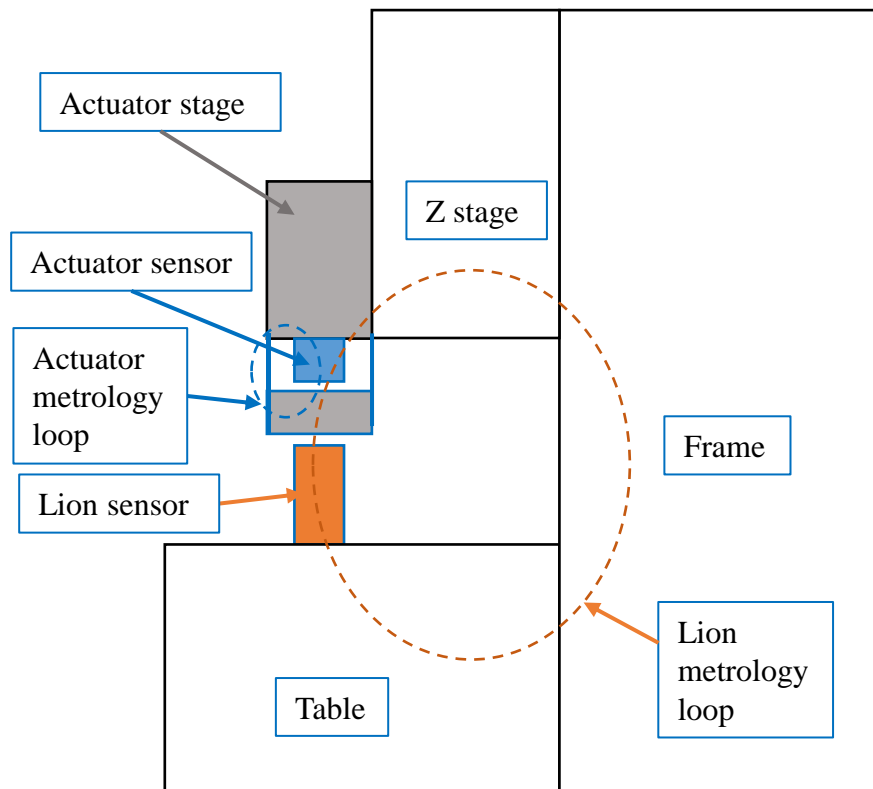 Actuator stage
Z stage
Actuator sensor
Actuator
metrology
loop
Frame
Lion sensor
Lion
metrology
loop
Table